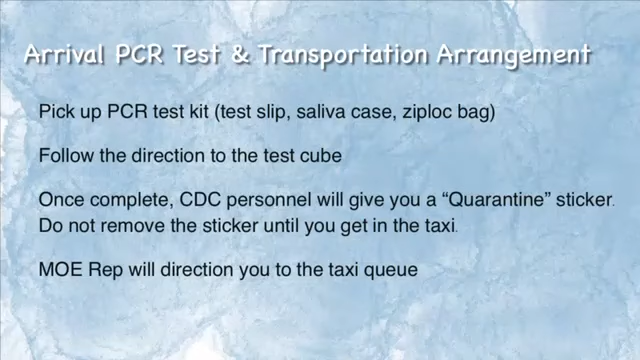 Arrival PCR Test & Transportation Arrangement
Pick up PCR test kit (test slip, saliva case, ziploc bag)
Follow the direction to the test cube
Once complete, CDC personnel will give you a “Quarantine” sticker.
Do not remove the sticker until you get in the taxi.
MOE Rep will direction you to the taxi queue